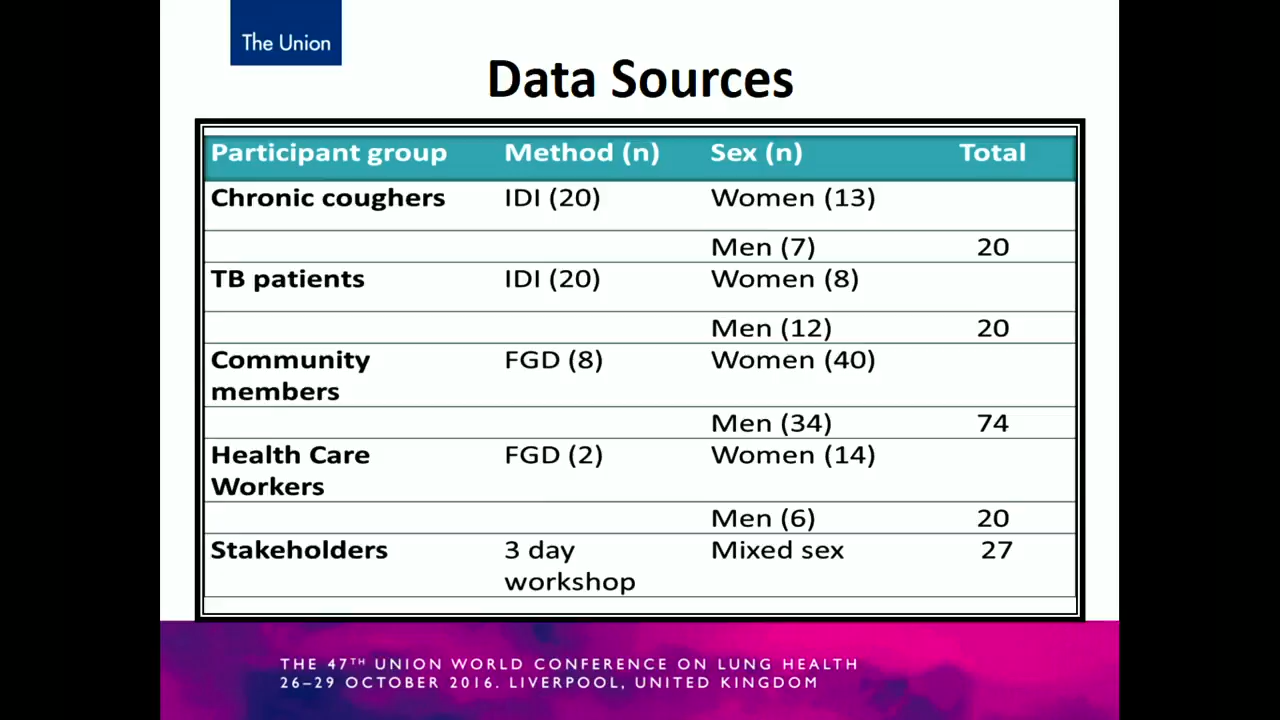 The Union
Data Sources
Participant group Method (n) Sex (n) Total
Chronic coughers IDI (20) Women (13)
Men (7) 20
TB patients IDI (20) Women (8)
Men (12) 20
Community members FGD (8) Women (40)
Men (34) 74
Health Care Workers FGD (2) Women (14)
Men (6) 20
Stakeholders 3 day workshop Mixed sex 27
THE 47TH UNION WORLD CONFERENCE ON LUNG HEALTH
26–29 OCTOBER 2016. LIVERPOOL, UNITED KINGDOM